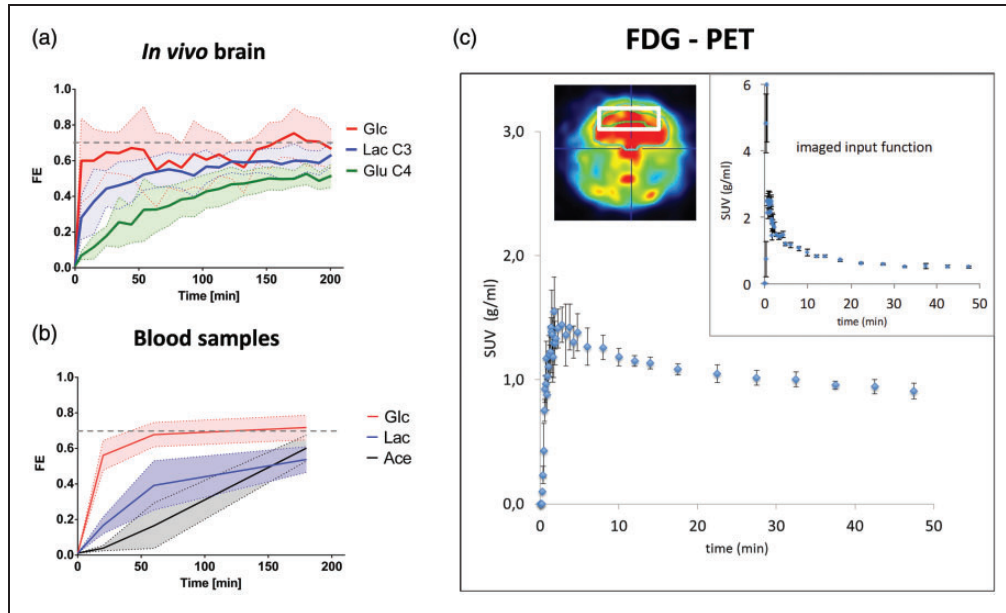 (a)
In vivo brain
1.0
0.8
0.6
0.4
0.2
0.0
FE
0 50 100 150 200
Time [min]
Glc
Lac C3
Glu C4
(b)
Blood samples
1.0
0.8
0.6
0.4
0.2
0.0
FE
0 50 100 150 200
Time [min]
Glc
Lac
Ace
(c)
FDG - PET
3,0
2,0
1,0
0,0
SUV (g/ml)
0 10 20 30 40 50
time (min)
6
4
2
0
SUV (g/ml)
imaged input function
0 10 20 30 40 50
time (min)